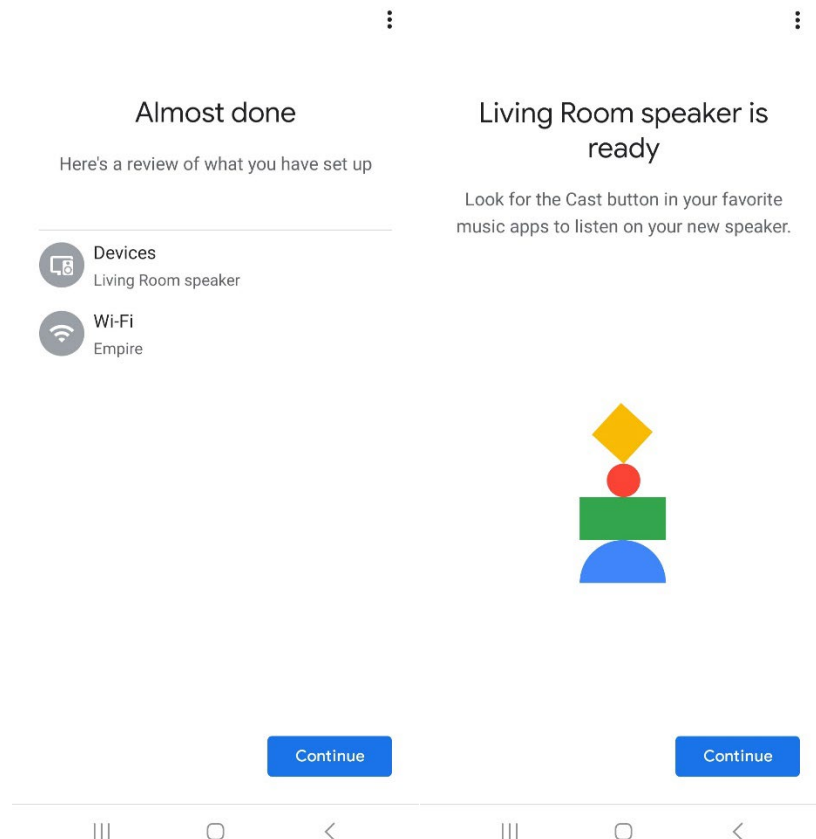 Almost done
Here's a review of what you have set up
Devices
Living Room speaker
Wi-Fi
Empire
Continue
Living Room speaker is
ready
Look for the Cast button in your favorite
music apps to listen on your new speaker.
Continue